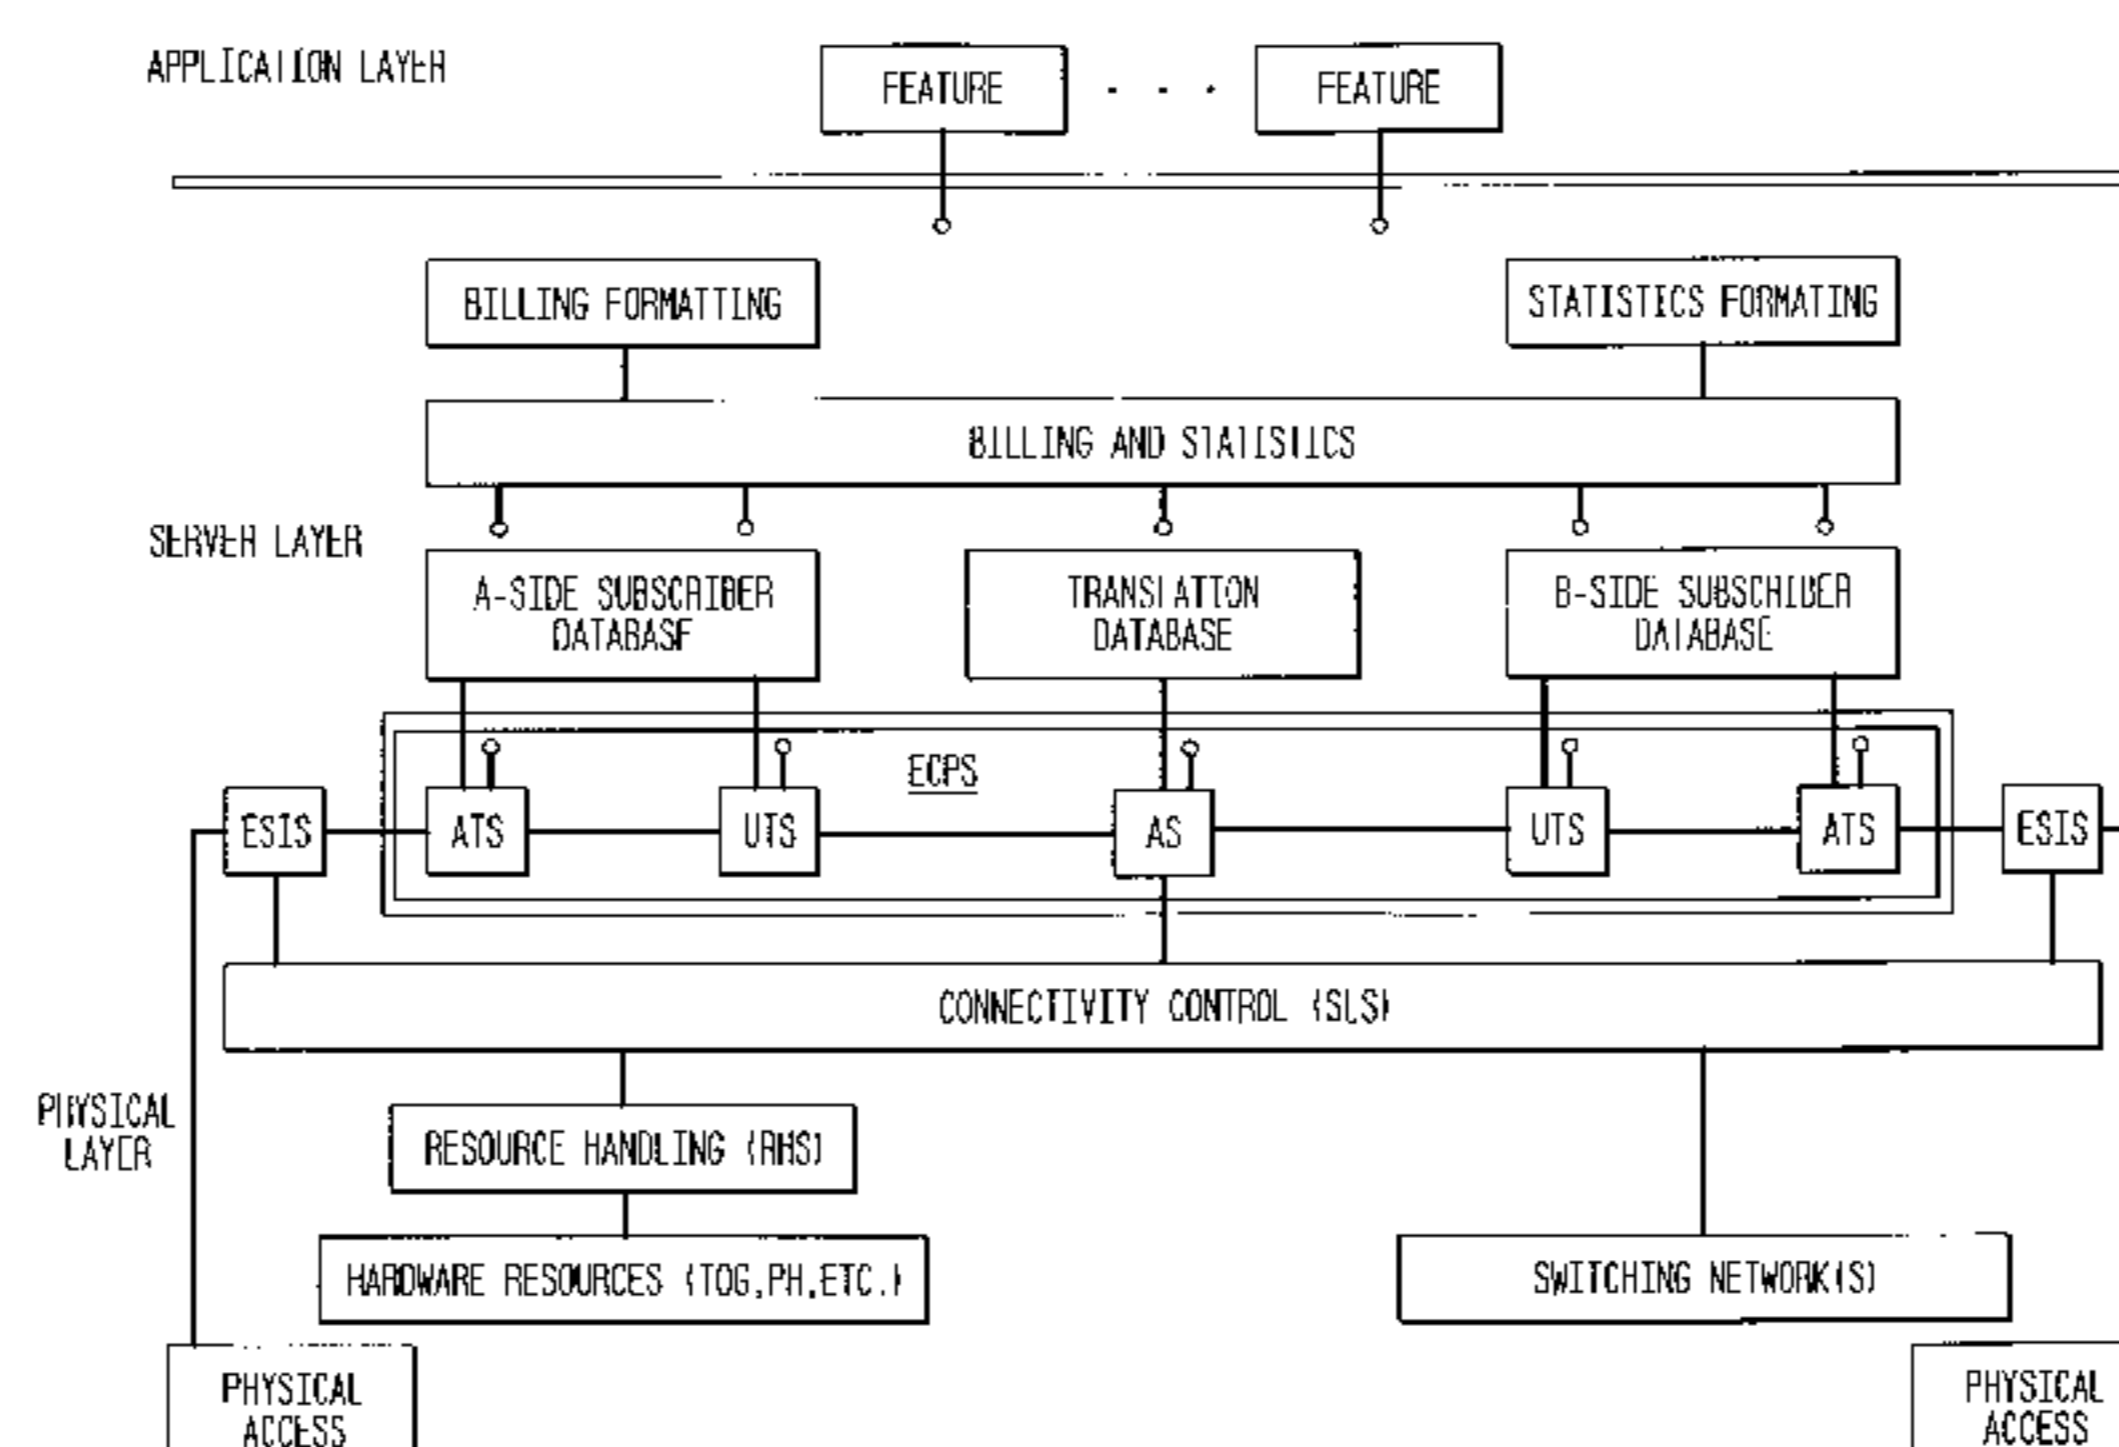 APPLICATION LAYER
FEATURE . . . FEATURE
BILLING FORMATTING
STATISTICS FORMATING
BILLING AND STATISTICS
SERVER LAYER
A-SIDE SUBSCRIBER
DATABASE
TRANSLATION
DATABASE
B-SIDE SUBSCRIBER
DATABASE
ECPS
ESIS ATS UTS AS UTS ATS ESIS
CONNECTIVITY CONTROL (SLS)
PHYSICAL
LAYER
RESOURCE HANDLING (RHS)
HARDWARE RESOURCES (TOG,PH,ETC.)
SWITCHING NETWORK(S)
PHYSICAL
ACCESS
PHYSICAL
ACCESS